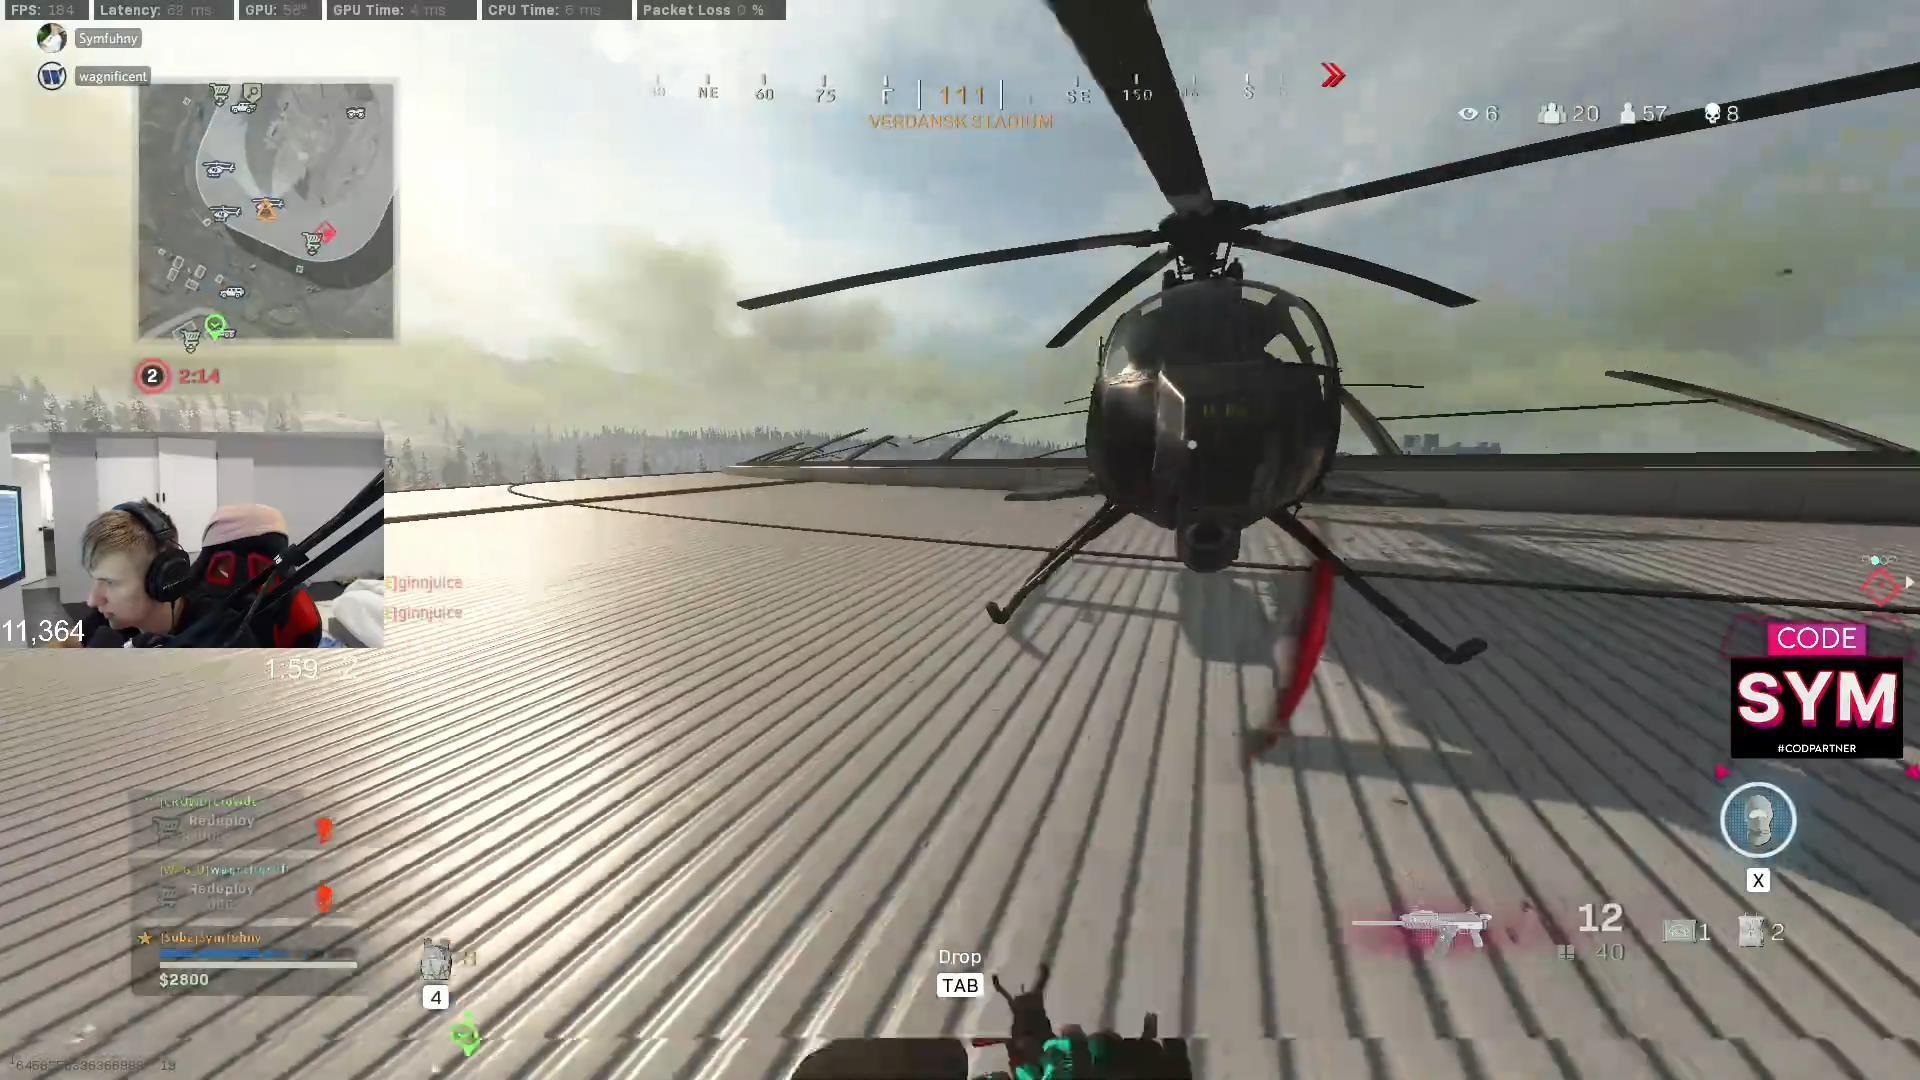 FPS: 184 Latency: 62 ms GPU: 58° GPU Time: 4 ms CPU Time: 6 ms Packet Loss 0 %
Symfuhny
wagnificent
NE 60 75 E 111 SE 150 S
VERDANSK STADIUM
6 20 57 8
2 2:14
]ginnjuice
]ginnjuice
11,364
1:59
CODE
SYM
#CODPARTNER
Redeploy
Redeploy
[Sub2]Symfuhny
$2800
4
Drop
TAB
X
12
40
1 2